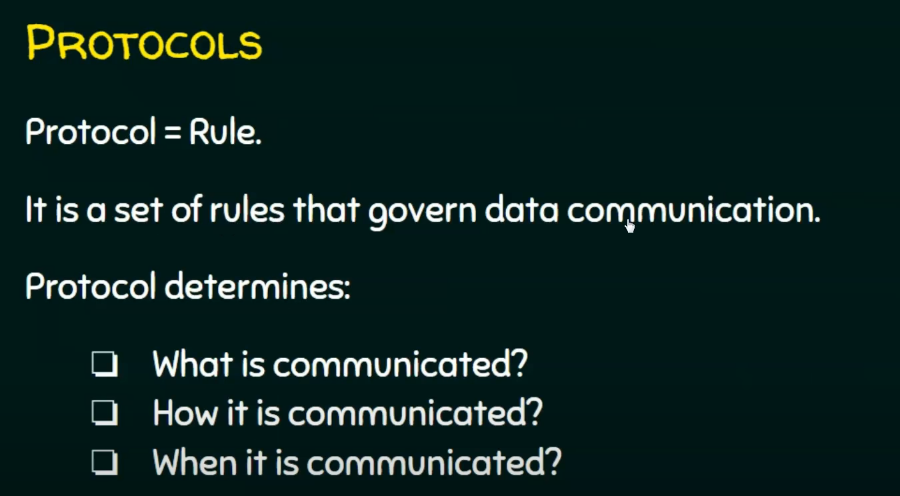 PROTOCOLS
Protocol = Rule.
It is a set of rules that govern data communication.
Protocol determines:
❏ What is communicated?
❏ How it is communicated?
❏ When it is communicated?